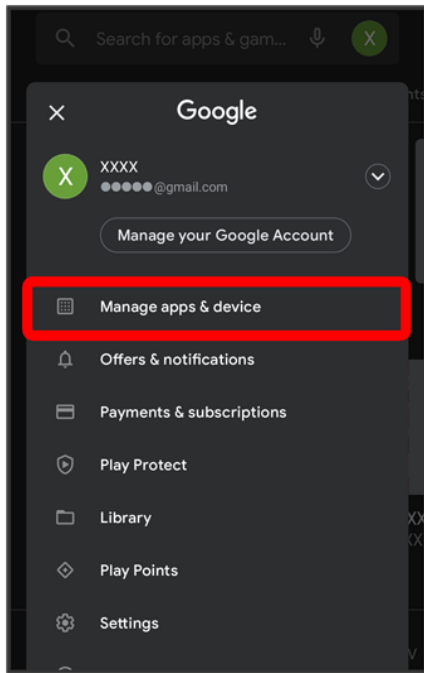 Search for apps & gam...
X
Google
X
XXXX
●●●●●@gmail.com
Manage your Google Account
Manage apps & device
Offers & notifications
Payments & subscriptions
Play Protect
Library
Play Points
Settings